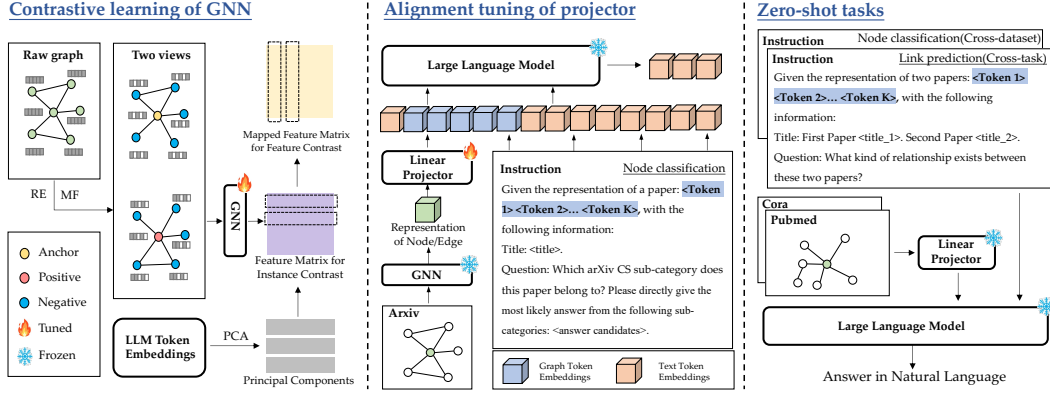 Contrastive learning of GNN
Raw graph
Two views
RE
MF
Anchor
Positive
Negative
Tuned
Frozen
LLM Token
Embeddings
PCA
GNN
Mapped Feature Matrix
for Feature Contrast
Feature Matrix for
Instance Contrast
Principal Components
Alignment tuning of projector
Large Language Model
Linear
Projector
Representation
of Node/Edge
GNN
Arxiv
Instruction
Node classification
Given the representation of a paper: <Token
1> <Token 2>... <Token K>, with the
following information:
Title: <title>.
Question: Which arXiv CS sub-category does
this paper belong to? Please directly give the
most likely answer from the following sub-
categories: <answer candidates>.
Graph Token
Embeddings
Text Token
Embeddings
Zero-shot tasks
Instruction
Node classification(Cross-dataset)
Instruction
Link prediction(Cross-task)
Given the representation of two papers: <Token 1>
<Token 2>... <Token K>, with the following
information:
Title: First Paper <title_1>. Second Paper <title_2>.
Question: What kind of relationship exists between
these two papers?
Cora
Pubmed
Linear
Projector
Large Language Model
Answer in Natural Language